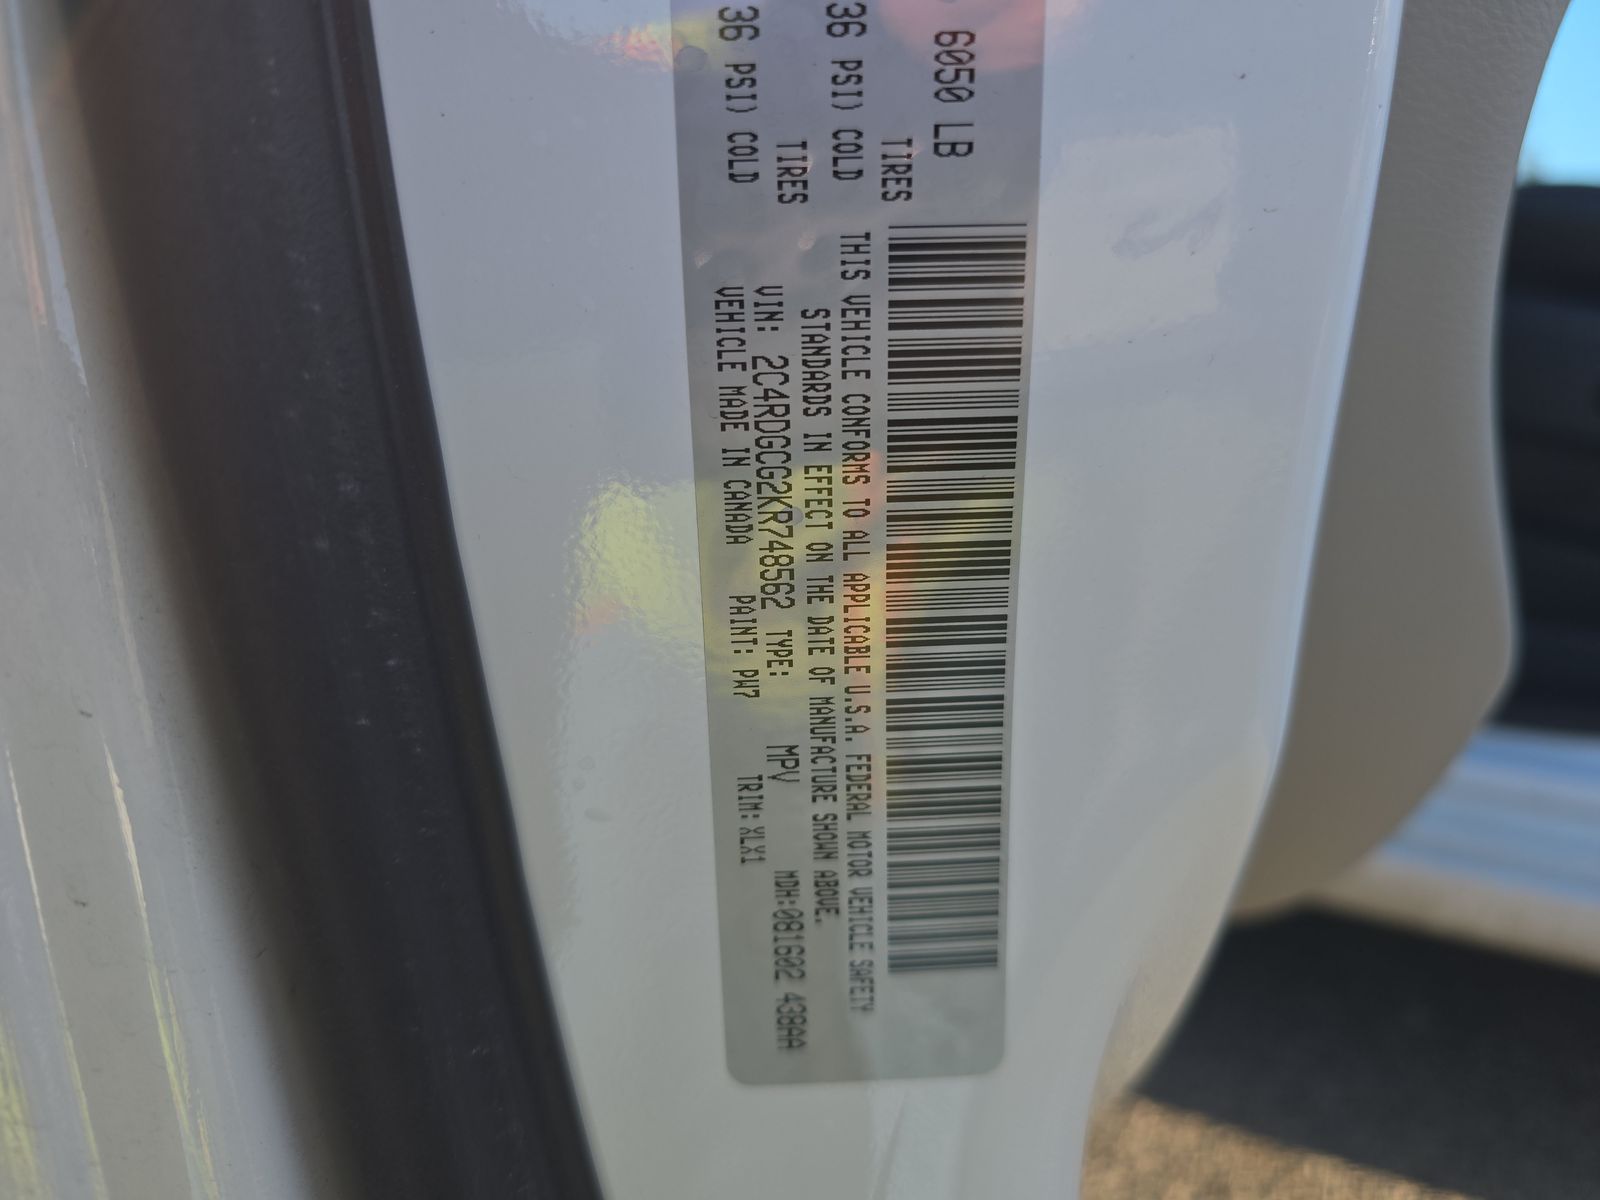 6050 LB
36 PSI) COLD
TIRES
36 PSI) COLD
TIRES
THIS VEHICLE CONFORMS TO ALL APPLICABLE U.S.A. FEDERAL MOTOR VEHICLE SAFETY
STANDARDS IN EFFECT ON THE DATE OF MANUFACTURE SHOWN ABOVE.
VIN: 2C4RDGCG2KR748562 TYPE: MPV MDH:081602 438AA
VEHICLE MADE IN CANADA PAINT: PW7 TRIM:XLX1